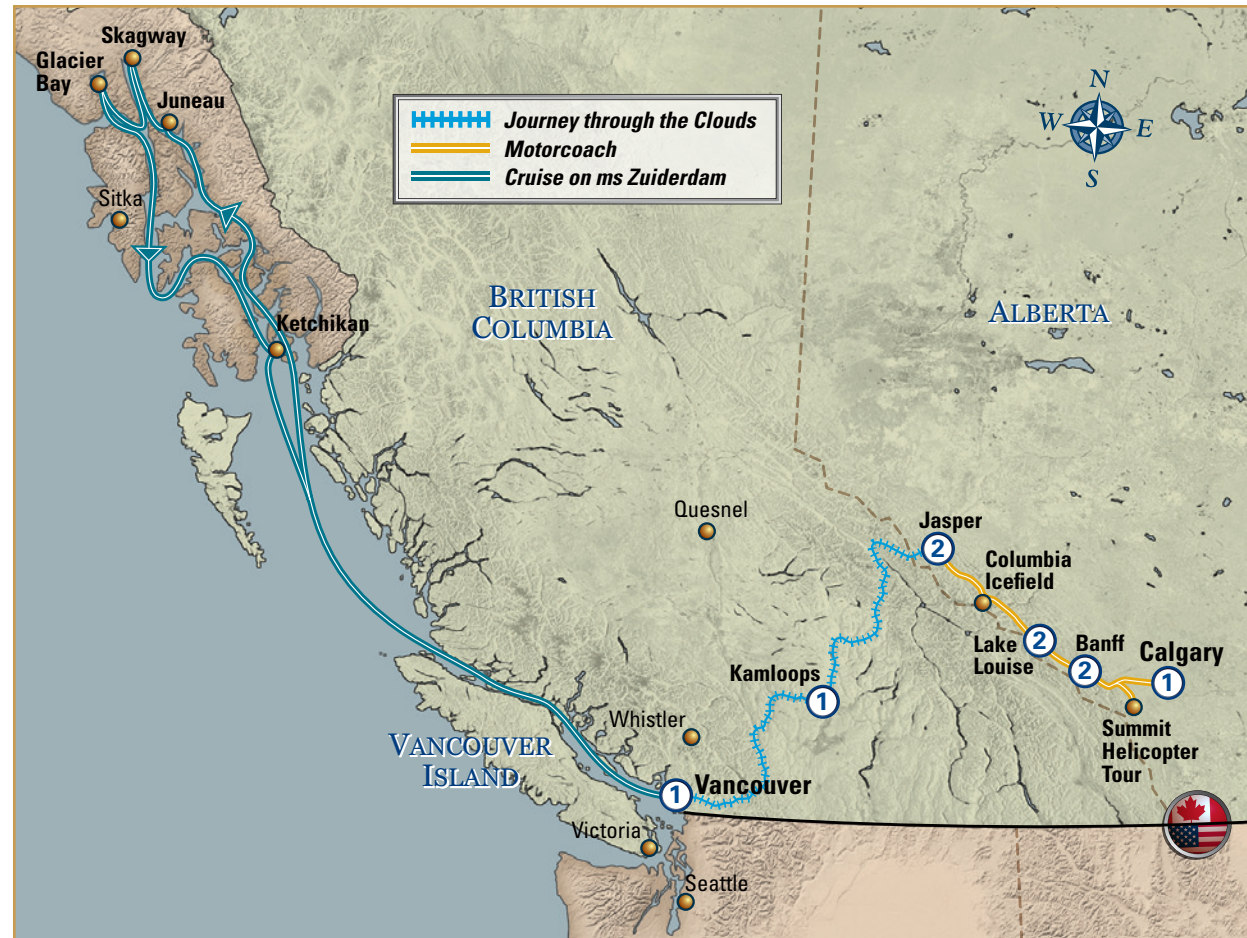 Skagway
Glacier
Bay
Juneau
Journey through the Clouds
Motorcoach
Cruise on ms Zuiderdam
N
W
E
S
Sitka
BRITISH
COLUMBIA
ALBERTA
Ketchikan
Quesnel
Jasper
2
Columbia
Icefield
Lake
Louise
2
Banff
2
Calgary
1
Kamloops
1
Summit
Helicopter
Tour
Whistler
VANCOUVER
ISLAND
1
Vancouver
Victoria
Seattle